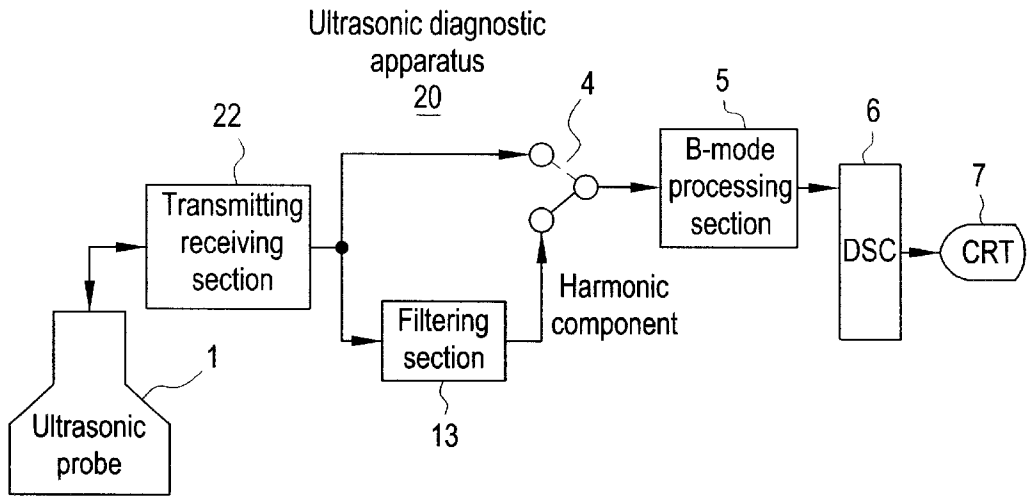 Ultrasonic diagnostic
apparatus
20
4
5
6
7
22
B-mode
processing
section
Transmitting
receiving
section
DSC
CRT
Harmonic
component
Filtering
section
1
13
Ultrasonic
probe